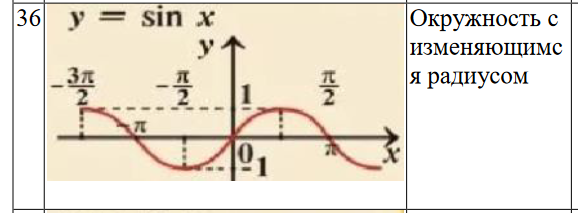 36
y = sin x
y
-3π/2
-π/2
π/2
1
-π
0
π
x
-1
Окружность с
изменяющимс
я радиусом